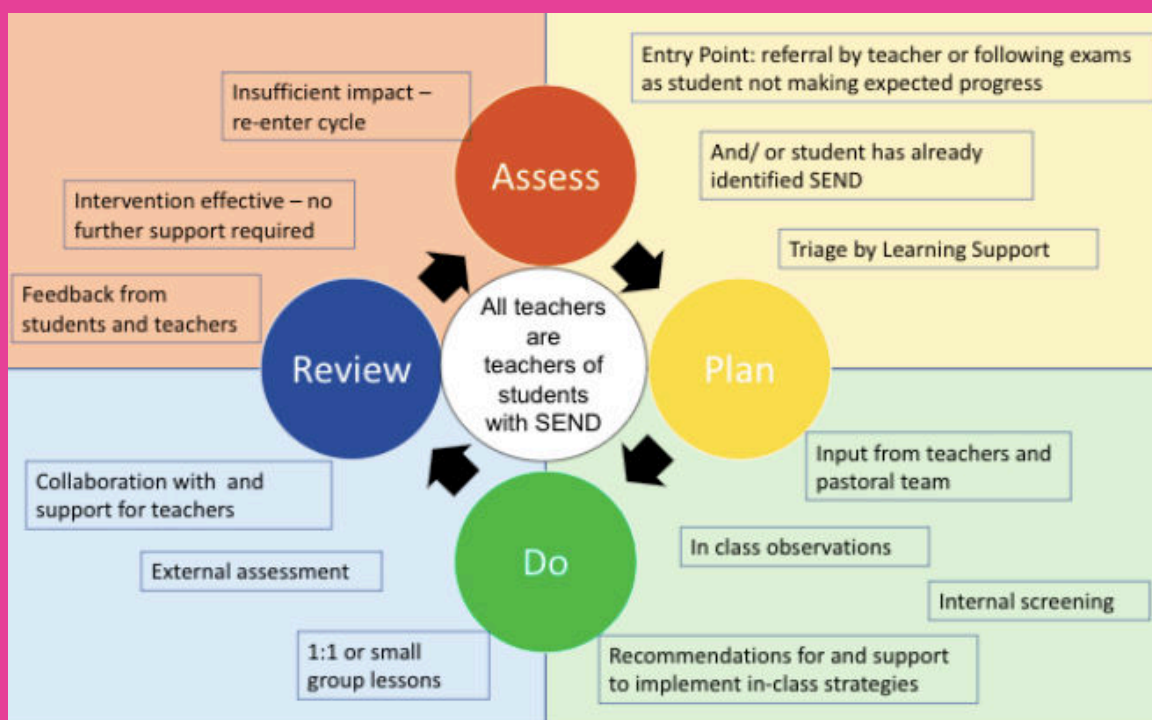 Entry Point: referral by teacher or following exams
as student not making expected progress
Insufficient impact –
re-enter cycle
And/ or student has already
identified SEND
Assess
Intervention effective – no
further support required
Triage by Learning Support
Feedback from
students and teachers
All teachers
are
teachers of
students
with SEND
Review
Plan
Input from teachers and
pastoral team
Collaboration with and
support for teachers
In class observations
External assessment
Do
Internal screening
1:1 or small
group lessons
Recommendations for and support
to implement in-class strategies